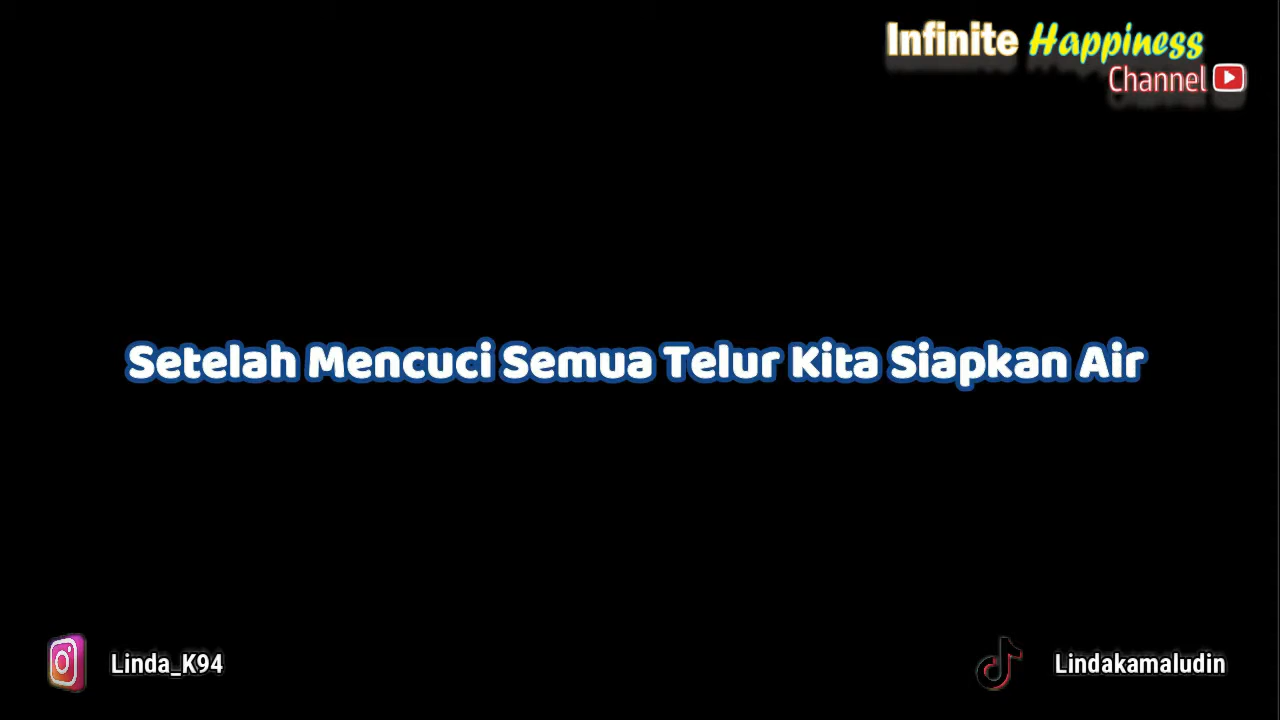 Infinite Happiness
Channel
Setelah Mencuci Semua Telur Kita Siapkan Air
Linda_K94
Lindakamaludin